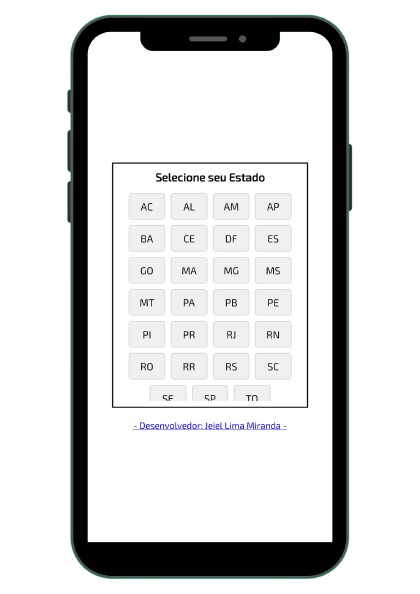 Selecione seu Estado
AC AL AM AP
BA CE DF ES
GO MA MG MS
MT PA PB PE
PI PR RJ RN
RO RR RS SC
SE SP TO
- Desenvolvedor: Jeiel Lima Miranda -